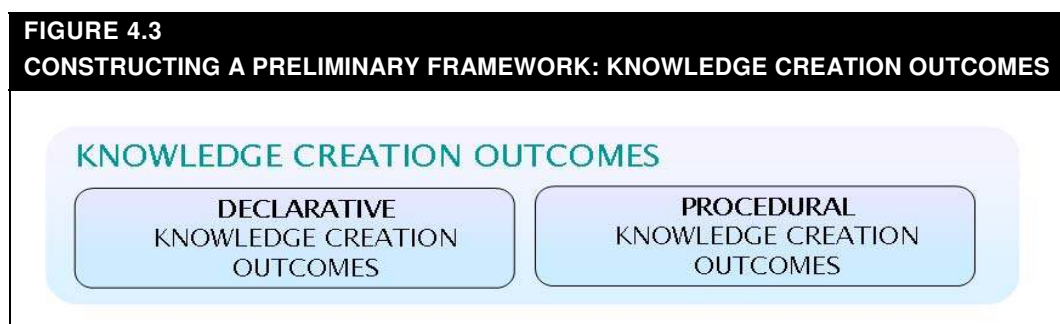 FIGURE 4.3
CONSTRUCTING A PRELIMINARY FRAMEWORK: KNOWLEDGE CREATION OUTCOMES
KNOWLEDGE CREATION OUTCOMES
DECLARATIVE
KNOWLEDGE CREATION
OUTCOMES
PROCEDURAL
KNOWLEDGE CREATION
OUTCOMES